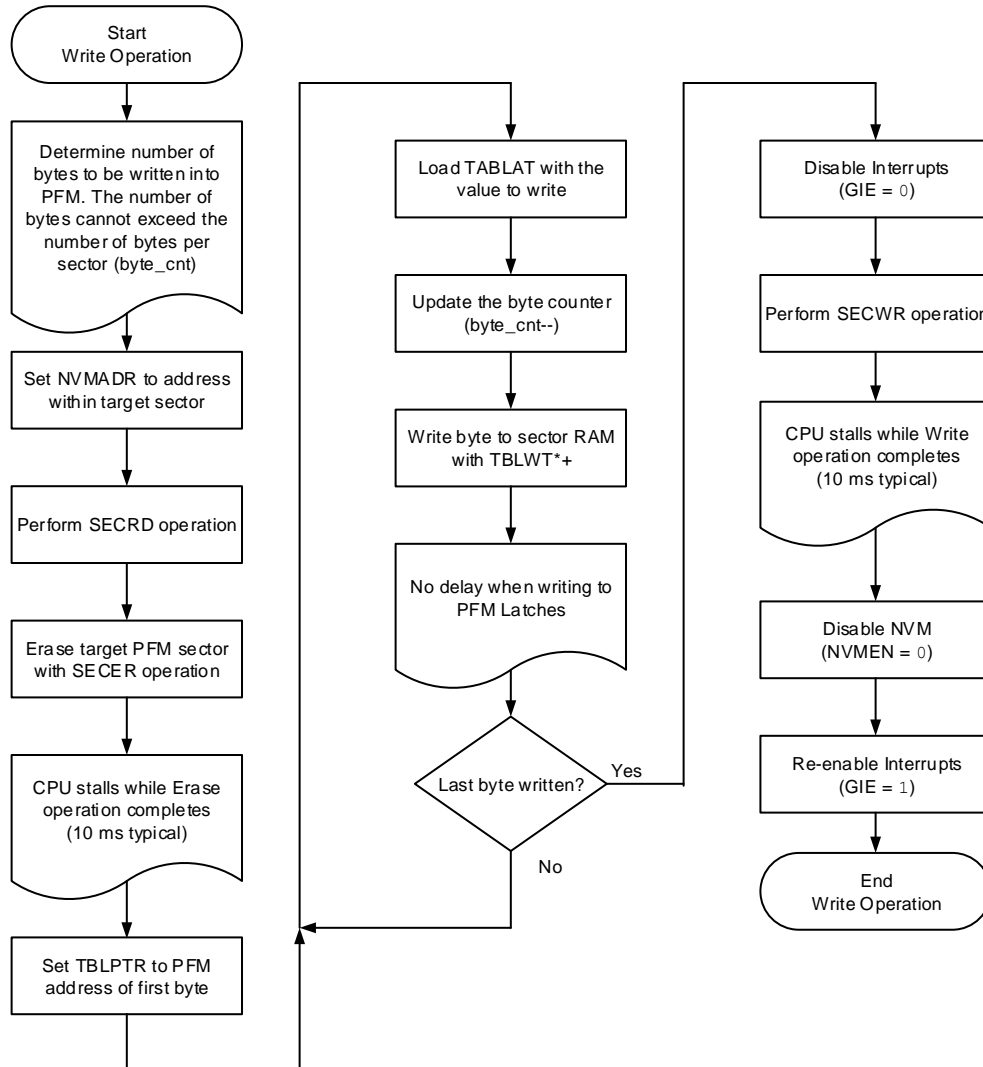 Start
Write Operation
Determine number of
bytes to be written into
PFM. The number of
bytes cannot exceed the
number of bytes per
sector (byte_cnt)
Set NVMADR to address
within target sector
Perform SECRD operation
Erase target PFM sector
with SECER operation
CPU stalls while Erase
operation completes
(10 ms typical)
Set TBLPTR to PFM
address of first byte
Load TABLAT with the
value to write
Update the byte counter
(byte_cnt--)
Write byte to sector RAM
with TBLWT*+
No delay when writing to
PFM Latches
Last byte written?
Yes
No
Disable Interrupts
(GIE = 0)
Perform SECWR operation
CPU stalls while Write
operation completes
(10 ms typical)
Disable NVM
(NVMEN = 0)
Re-enable Interrupts
(GIE = 1)
End
Write Operation